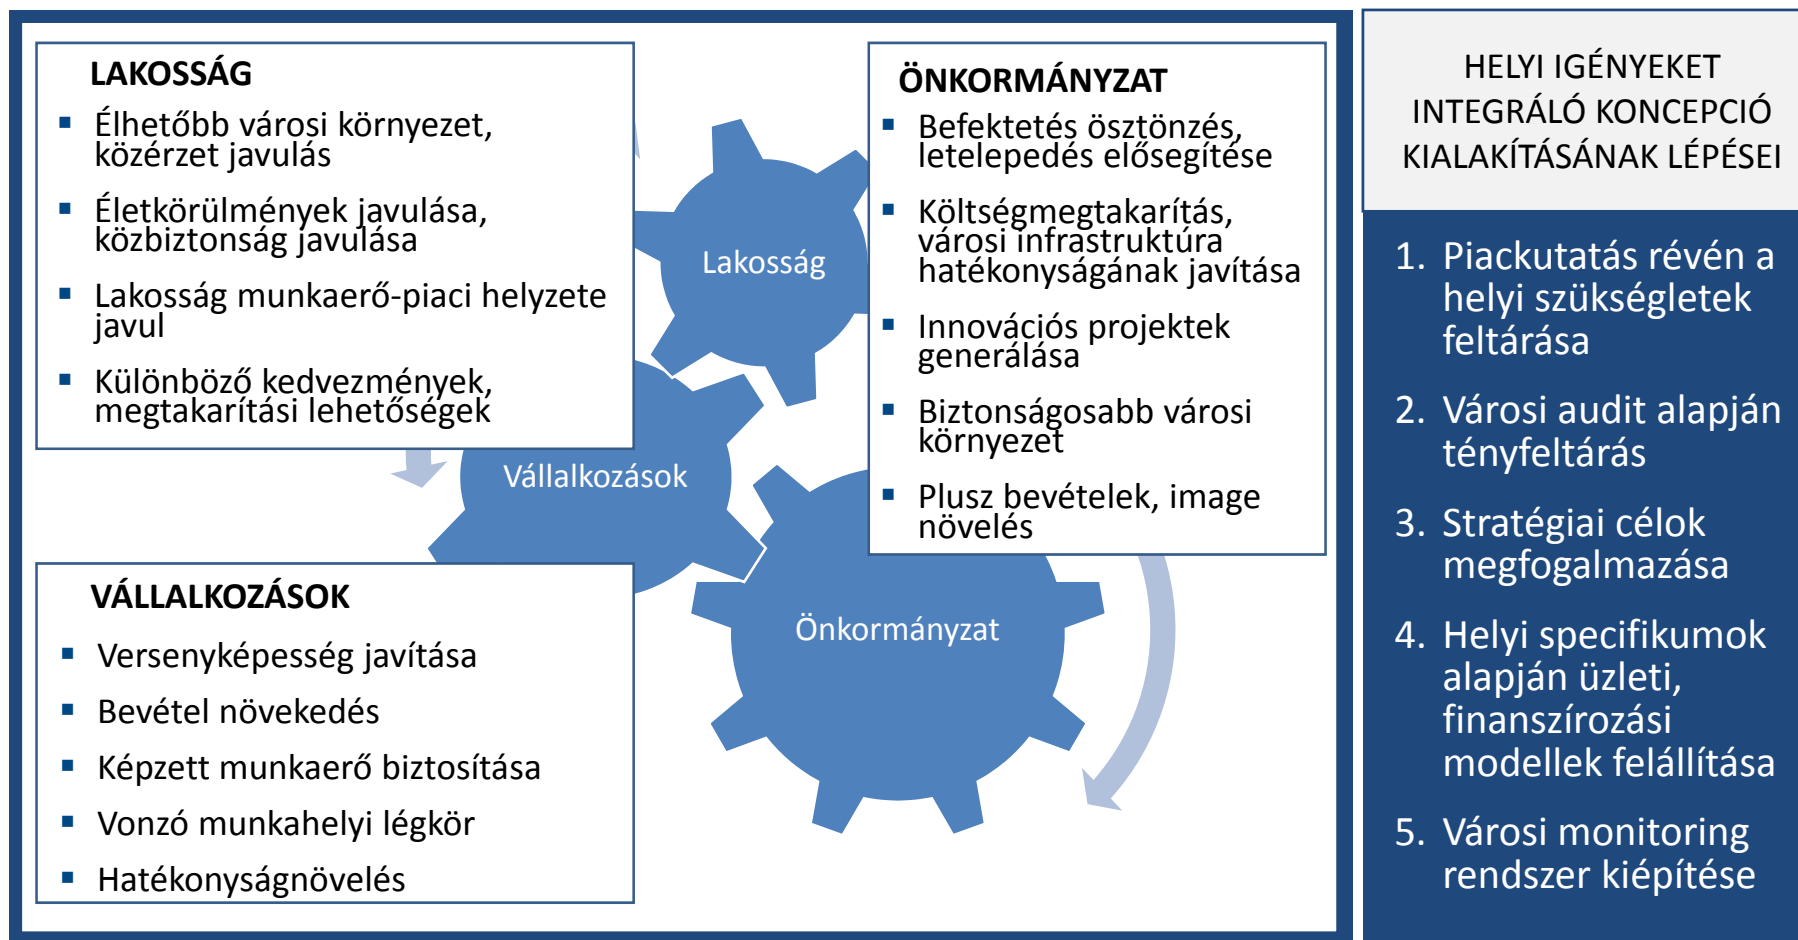 LAKOSSÁG
▪ Élhetőbb városi környezet,
közérzet javulás
▪ Életkörülmények javulása,
közbiztonság javulása
▪ Lakosság munkaerő-piaci helyzete
javul
▪ Különböző kedvezmények,
megtakarítási lehetőségek
ÖNKORMÁNYZAT
▪ Befektetés ösztönzés,
letelepedés elősegítése
▪ Költségmegtakarítás,
városi infrastruktúra
hatékonyságának javítása
▪ Innovációs projektek
generálása
▪ Biztonságosabb városi
környezet
▪ Plusz bevételek, image
növelés
Lakosság
Vállalkozások
Önkormányzat
VÁLLALKOZÁSOK
▪ Versenyképesség javítása
▪ Bevétel növekedés
▪ Képzett munkaerő biztosítása
▪ Vonzó munkahelyi légkör
▪ Hatékonyságnövelés
HELYI IGÉNYEKET
INTEGRÁLÓ KONCEPCIÓ
KIALAKÍTÁSÁNAK LÉPÉSEI
1. Piackutatás révén a
helyi szükségletek
feltárása
2. Városi audit alapján
tényfeltárás
3. Stratégiai célok
megfogalmazása
4. Helyi specifikumok
alapján üzleti,
finanszírozási
modellek felállítása
5. Városi monitoring
rendszer kiépítése